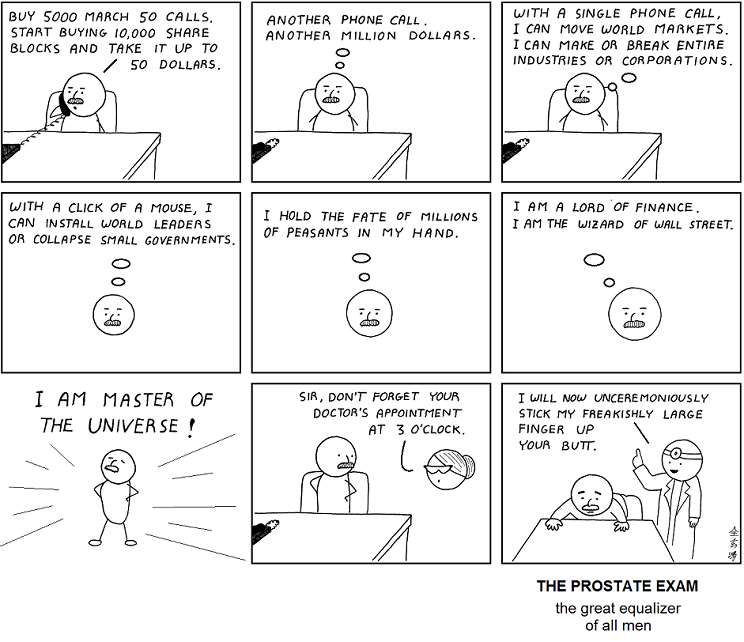 BUY 5000 MARCH 50 CALLS.
START BUYING 10,000 SHARE
BLOCKS AND TAKE IT UP TO
50 DOLLARS.
ANOTHER PHONE CALL.
ANOTHER MILLION DOLLARS.
WITH A SINGLE PHONE CALL,
I CAN MOVE WORLD MARKETS.
I CAN MAKE OR BREAK ENTIRE
INDUSTRIES OR CORPORATIONS.
WITH A CLICK OF A MOUSE, I
CAN INSTALL WORLD LEADERS
OR COLLAPSE SMALL GOVERNMENTS.
I HOLD THE FATE OF MILLIONS
OF PEASANTS IN MY HAND.
I AM A LORD OF FINANCE.
I AM THE WIZARD OF WALL STREET.
I AM MASTER OF
THE UNIVERSE!
SIR, DON'T FORGET YOUR
DOCTOR'S APPOINTMENT
AT 3 O'CLOCK.
I WILL NOW UNCEREMONIOUSLY
STICK MY FREAKISHLY LARGE
FINGER UP
YOUR BUTT.
THE PROSTATE EXAM
the great equalizer
of all men